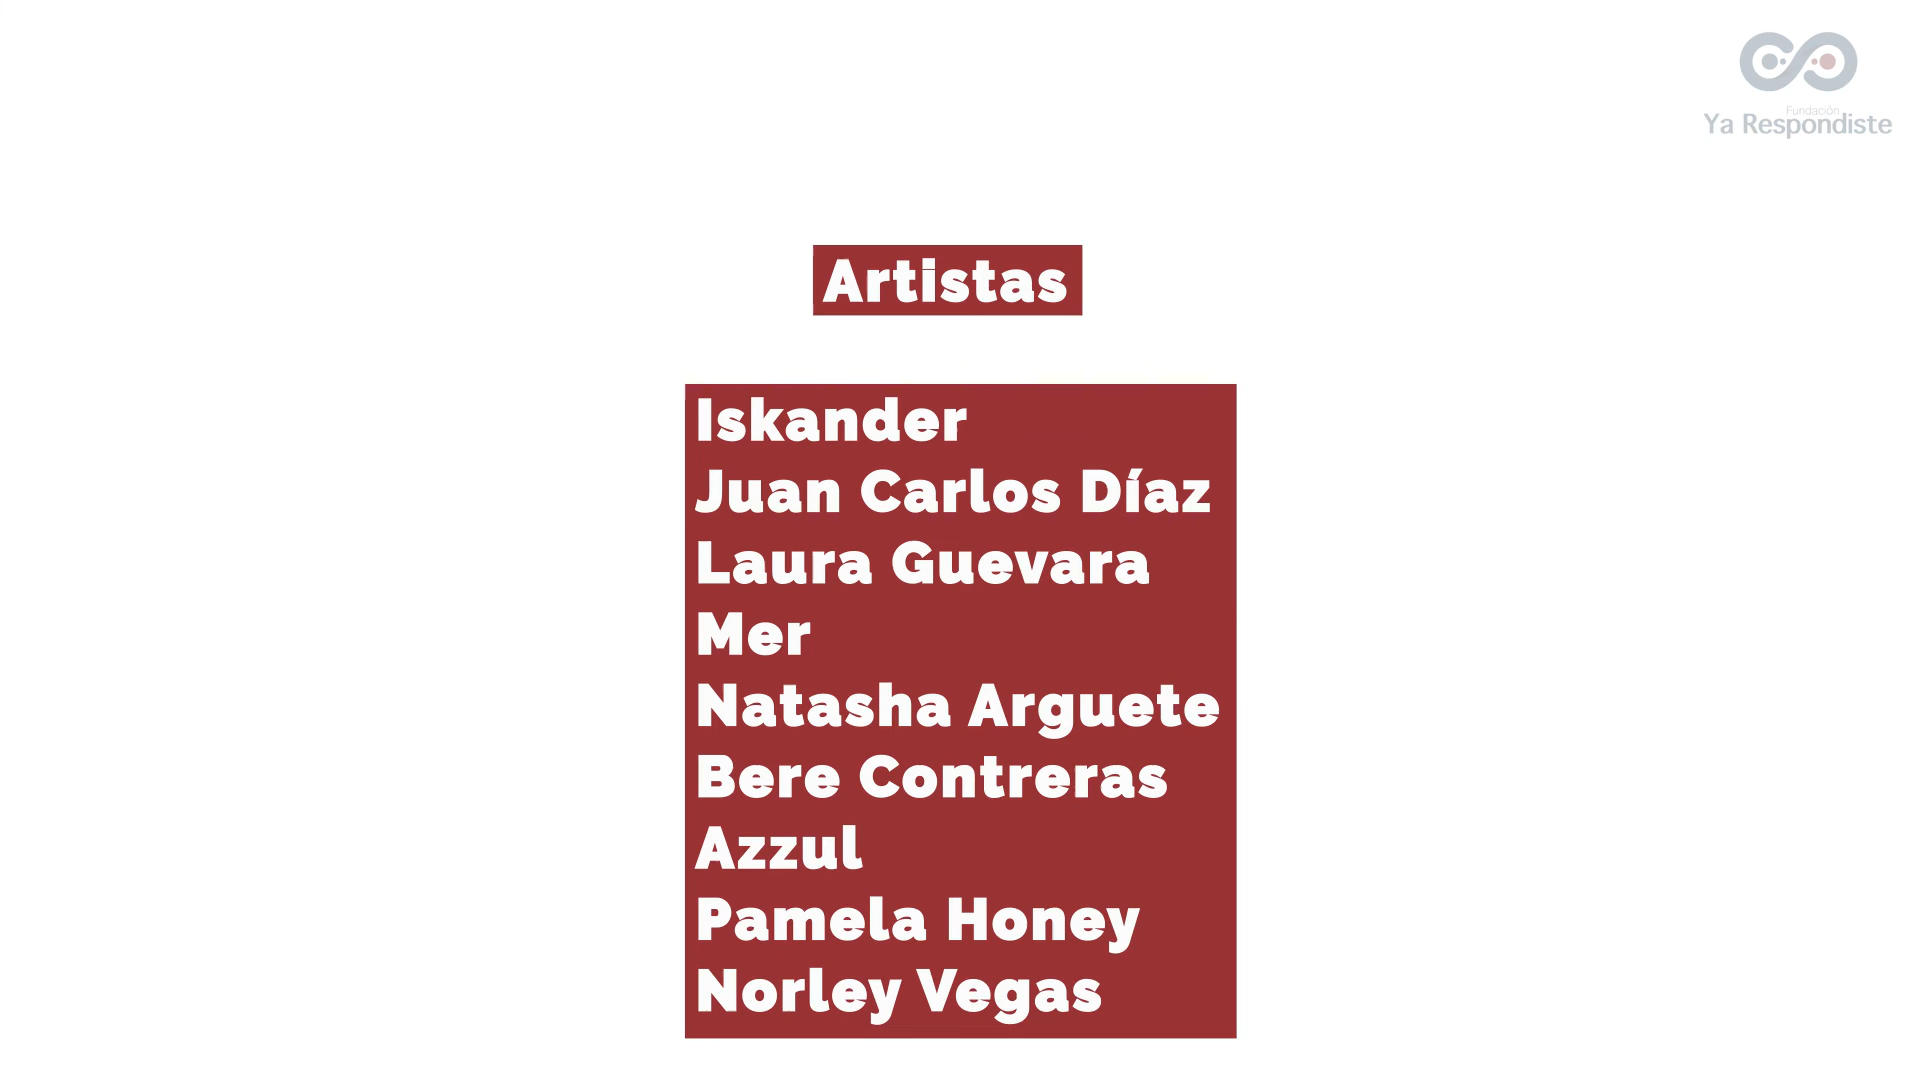 Fundación
Ya Respondiste
Artistas
Iskander
Juan Carlos Díaz
Laura Guevara
Mer
Natasha Arguete
Bere Contreras
Azzul
Pamela Honey
Norley Vegas